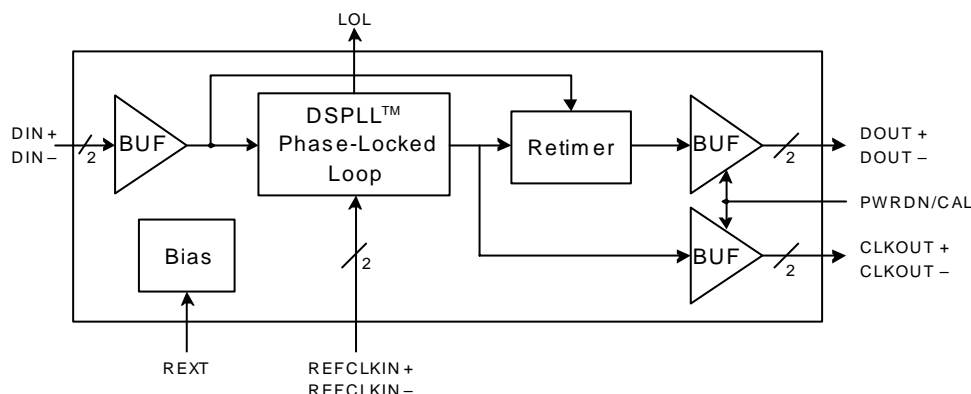 LOL
DIN +
DIN –
2
BUF
DSPLL™
Phase-Locked
Loop
Retimer
BUF
2
DOUT +
DOUT –
PWRDN/CAL
Bias
2
BUF
2
CLKOUT +
CLKOUT –
REXT
REFCLKIN +
REFCLKIN –